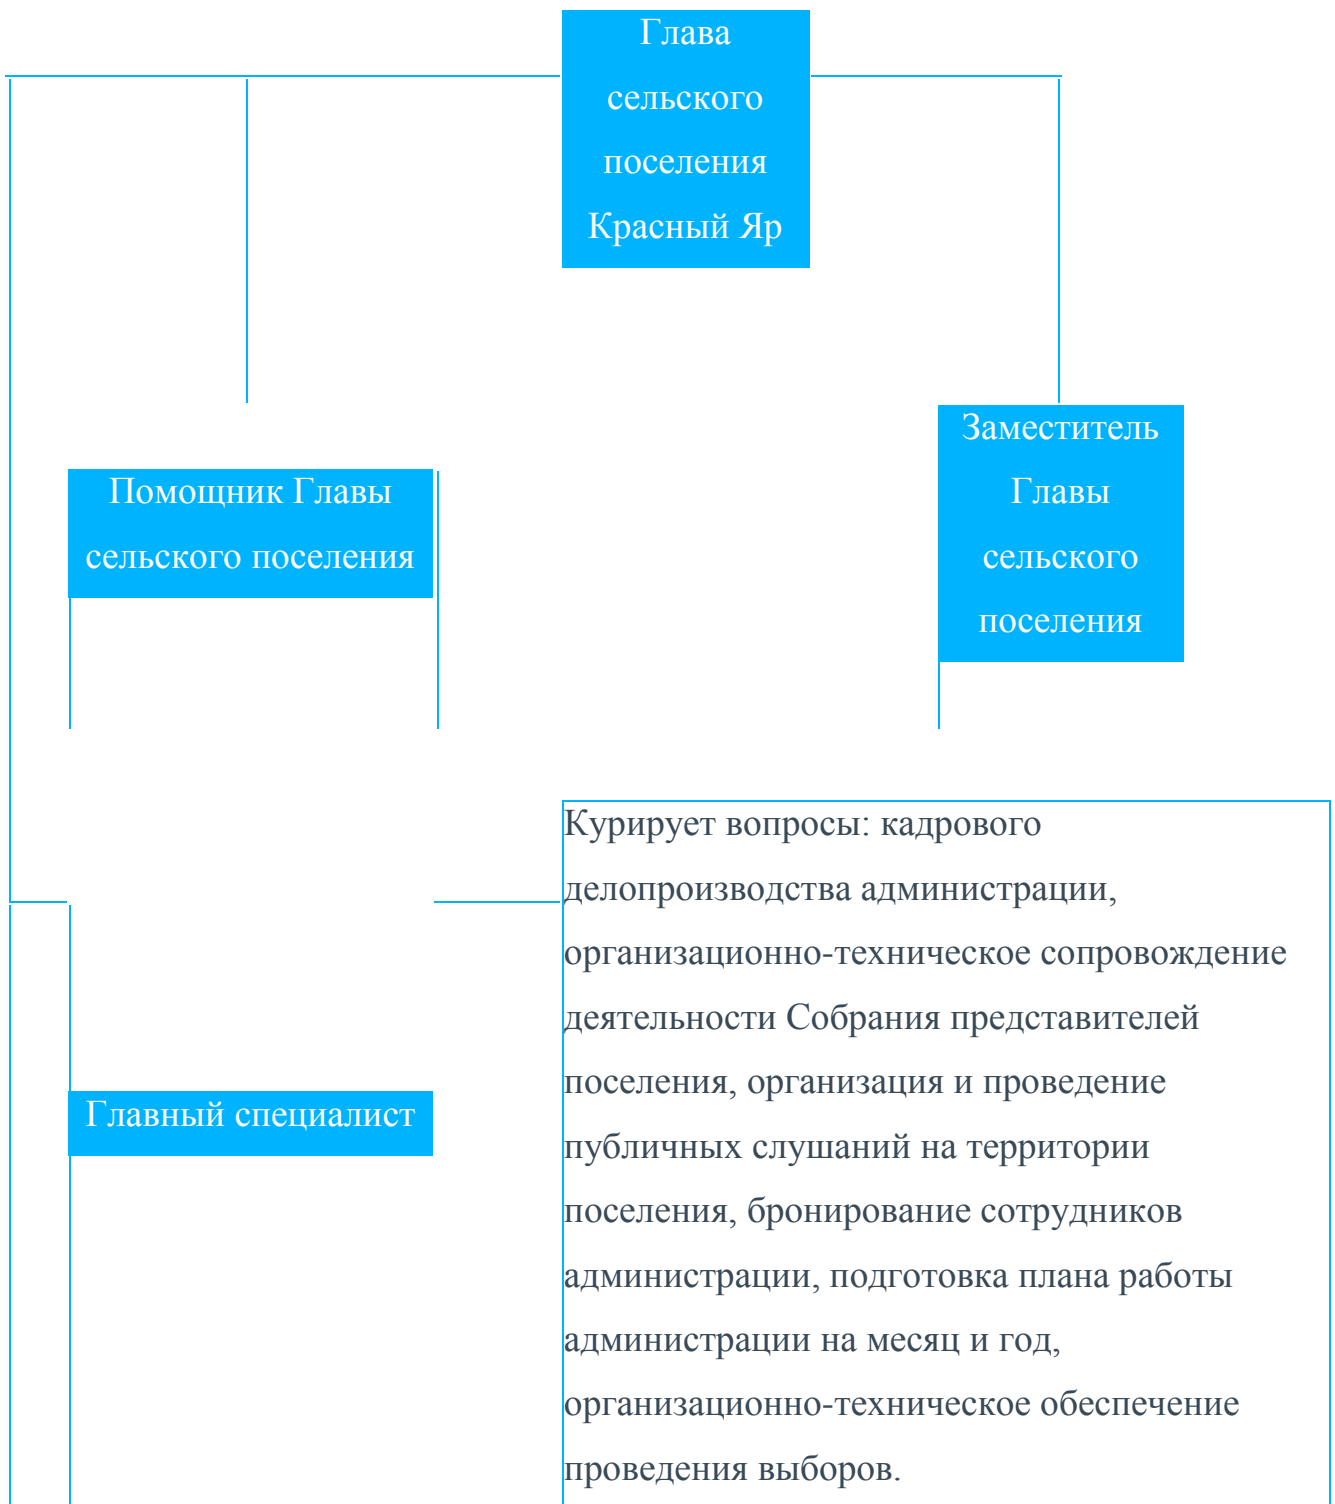 Глава
сельского
поселения
Красный Яр
Помощник Главы
сельского поселения
Заместитель
Главы
сельского
поселения
Главный специалист
Курирует вопросы: кадрового
делопроизводства администрации,
организационно-техническое сопровождение
деятельности Собрания представителей
поселения, организация и проведение
публичных слушаний на территории
поселения, бронирование сотрудников
администрации, подготовка плана работы
администрации на месяц и год,
организационно-техническое обеспечение
проведения выборов.